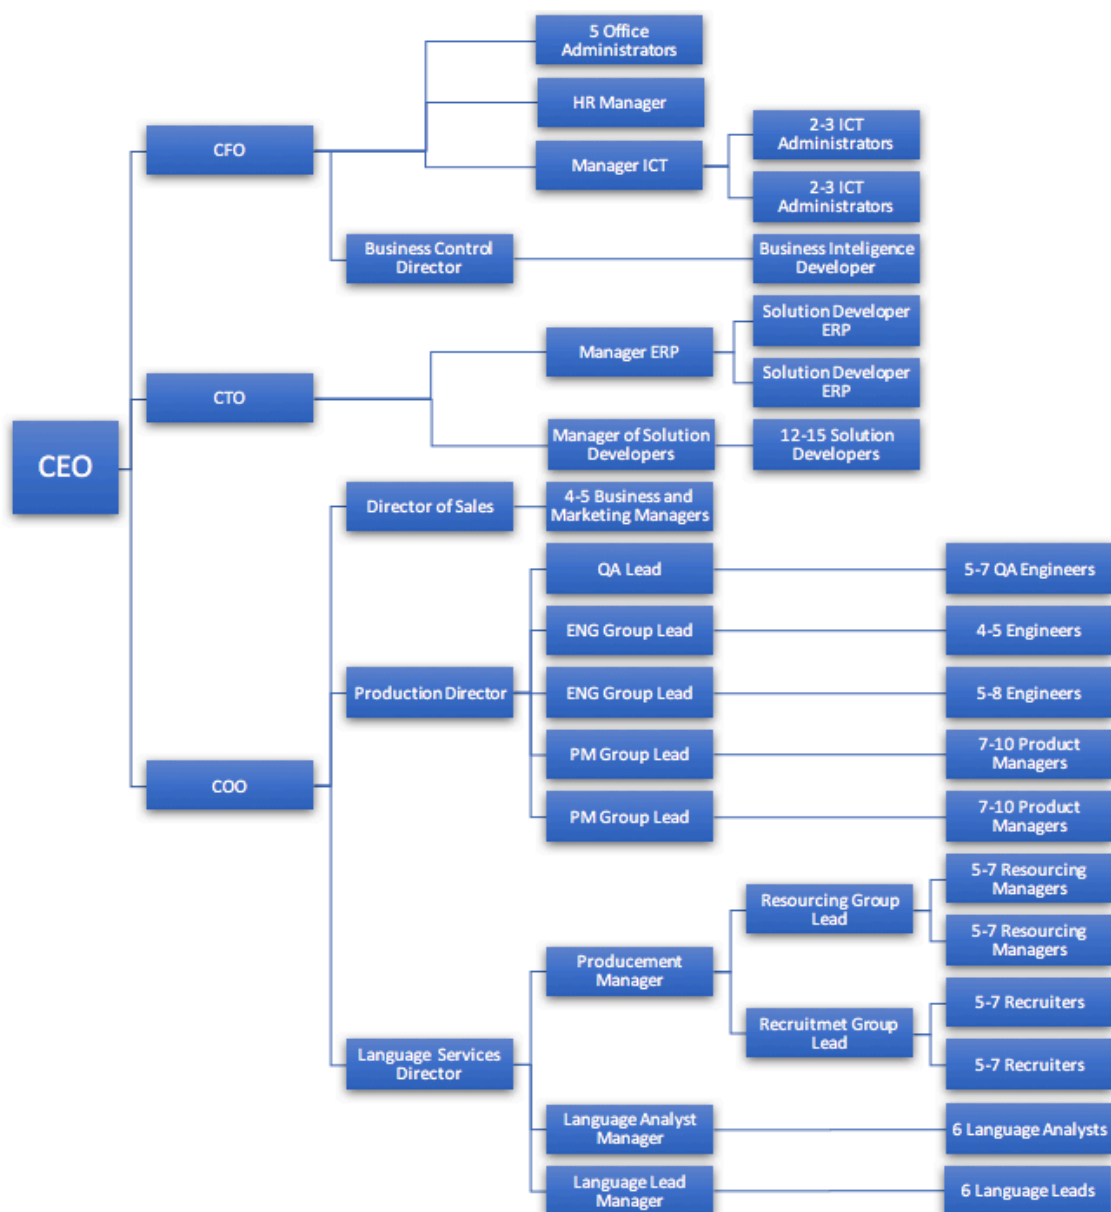 5 Office
Administrators
HR Manager
2-3 ICT
Administrators
CFO
Manager ICT
2-3 ICT
Administrators
Business Control
Director
Business Inteligence
Developer
Solution Developer
ERP
Manager ERP
Solution Developer
ERP
CTO
Manager of Solution
Developers
12-15 Solution
Developers
CEO
Director of Sales
4-5 Business and
Marketing Managers
QA Lead
5-7 QA Engineers
ENG Group Lead
4-5 Engineers
Production Director
ENG Group Lead
5-8 Engineers
PM Group Lead
7-10 Product
Managers
COO
PM Group Lead
7-10 Product
Managers
5-7 Resourcing
Managers
Resourcing Group
Lead
5-7 Resourcing
Managers
Producement
Manager
5-7 Recruiters
Recruitmet Group
Lead
5-7 Recruiters
Language Services
Director
Language Analyst
Manager
6 Language Analysts
Language Lead
Manager
6 Language Leads